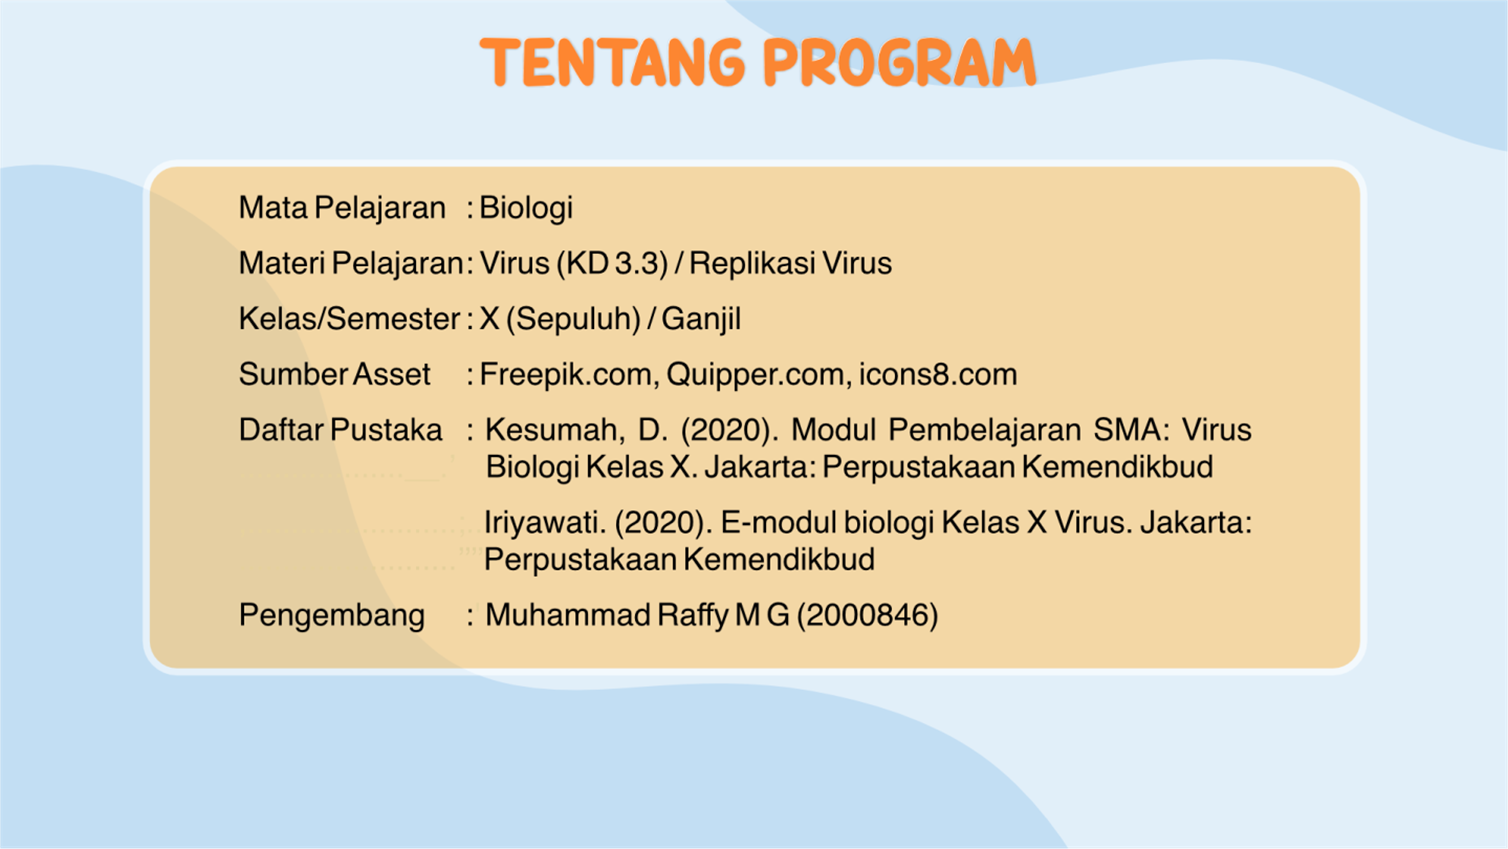 TENTANG PROGRAM
Mata Pelajaran : Biologi
Materi Pelajaran : Virus (KD 3.3) / Replikasi Virus
Kelas/Semester : X (Sepuluh) / Ganjil
Sumber Asset : Freepik.com, Quipper.com, icons8.com
Daftar Pustaka : Kesumah, D. (2020). Modul Pembelajaran SMA: Virus
Biologi Kelas X. Jakarta: Perpustakaan Kemendikbud
Iriyawati. (2020). E-modul biologi Kelas X Virus. Jakarta:
Perpustakaan Kemendikbud
Pengembang : Muhammad Raffy M G (2000846)